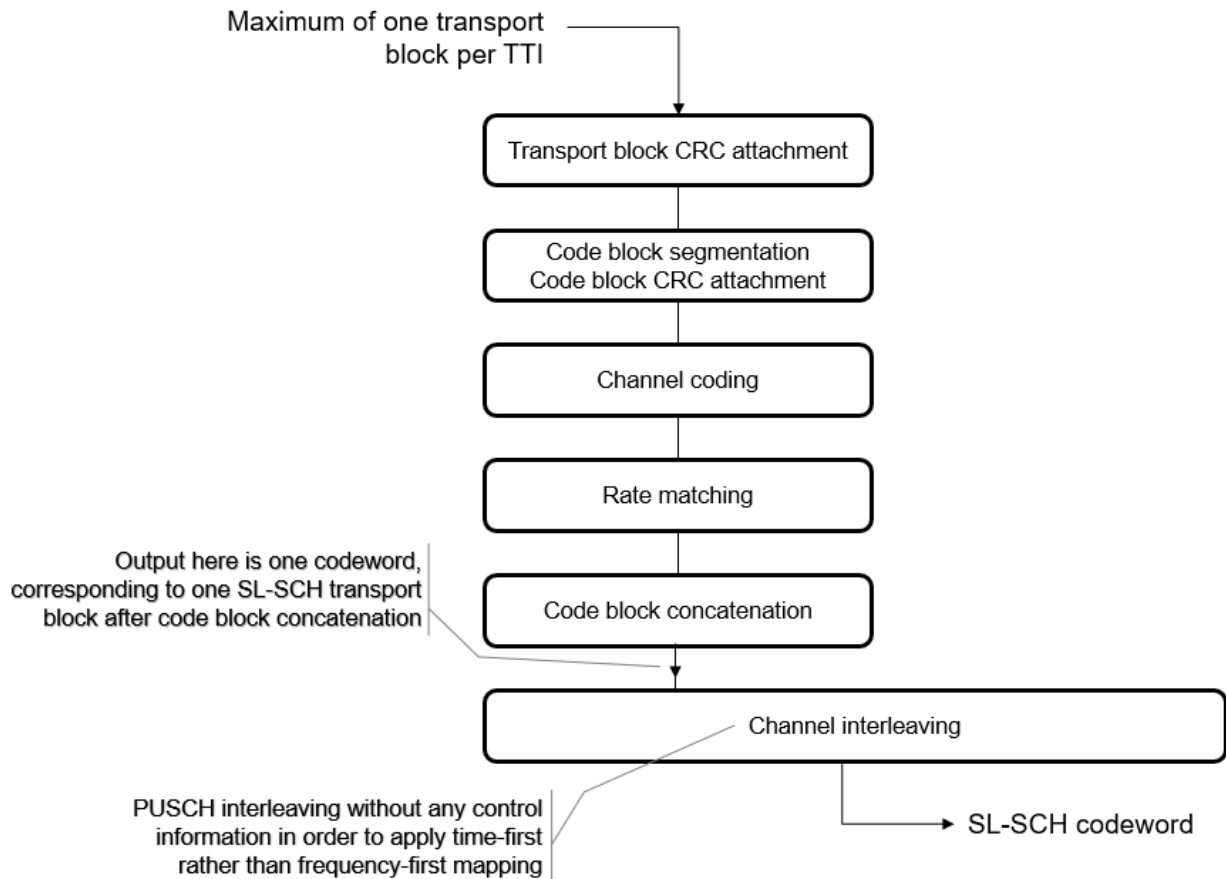 Maximum of one transport
block per TTI
Transport block CRC attachment
Code block segmentation
Code block CRC attachment
Channel coding
Rate matching
Output here is one codeword,
corresponding to one SL-SCH transport
block after code block concatenation
Code block concatenation
Channel interleaving
PUSCH interleaving without any control
information in order to apply time-first
rather than frequency-first mapping
SL-SCH codeword